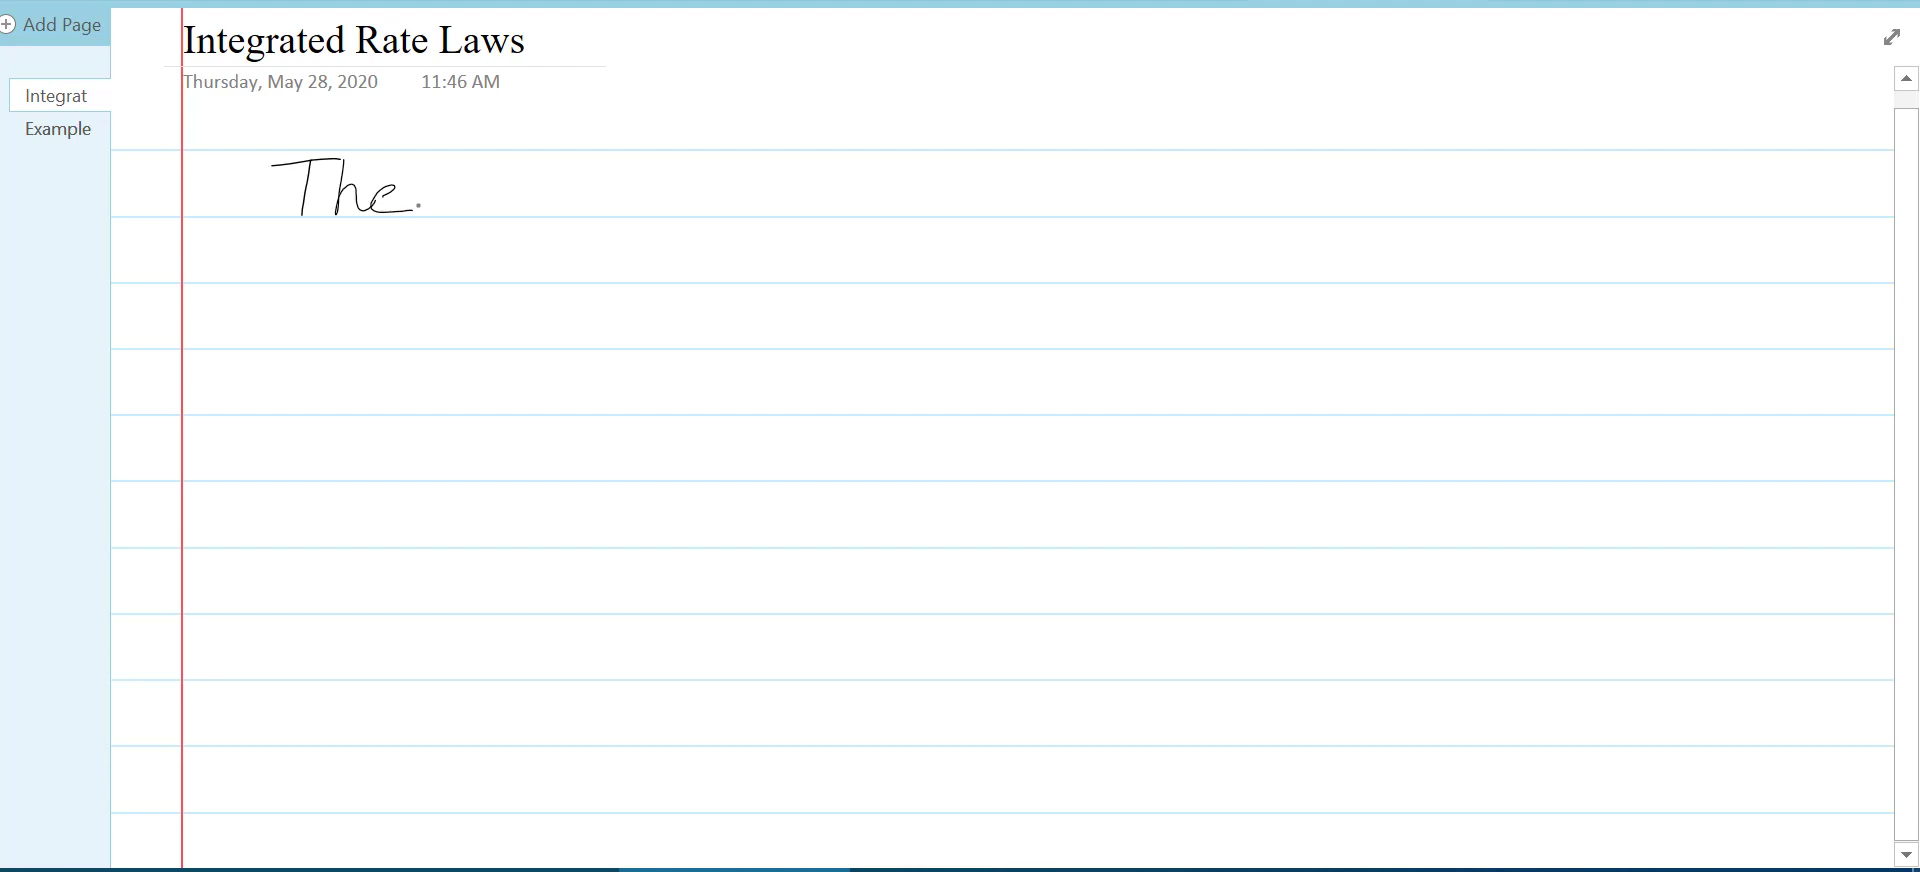 Add Page
Integrated Rate Laws
Thursday, May 28, 2020 11:46 AM
Integrat
Example
The